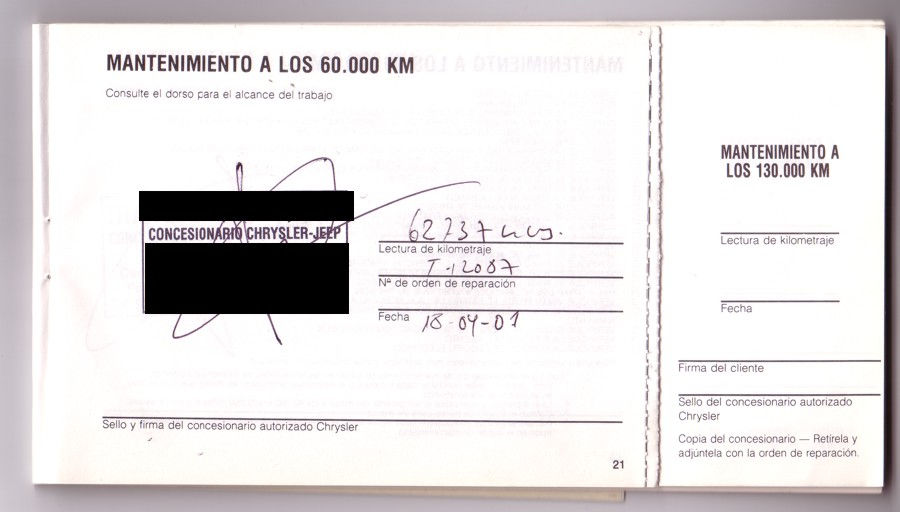 MANTENIMIENTO A LOS 60.000 KM
Consulte el dorso para el alcance del trabajo
CONCESIONARIO CHRYSLER-JEEP
62737 kms.
Lectura de kilometraje
T-12087
Nº de orden de reparación
Fecha 18-04-01
Sello y firma del concesionario autorizado Chrysler
21
MANTENIMIENTO A
LOS 130.000 KM
Lectura de kilometraje
Fecha
Firma del cliente
Sello del concesionario autorizado
Chrysler
Copia del concesionario — Retírela y
adjúntela con la orden de reparación.